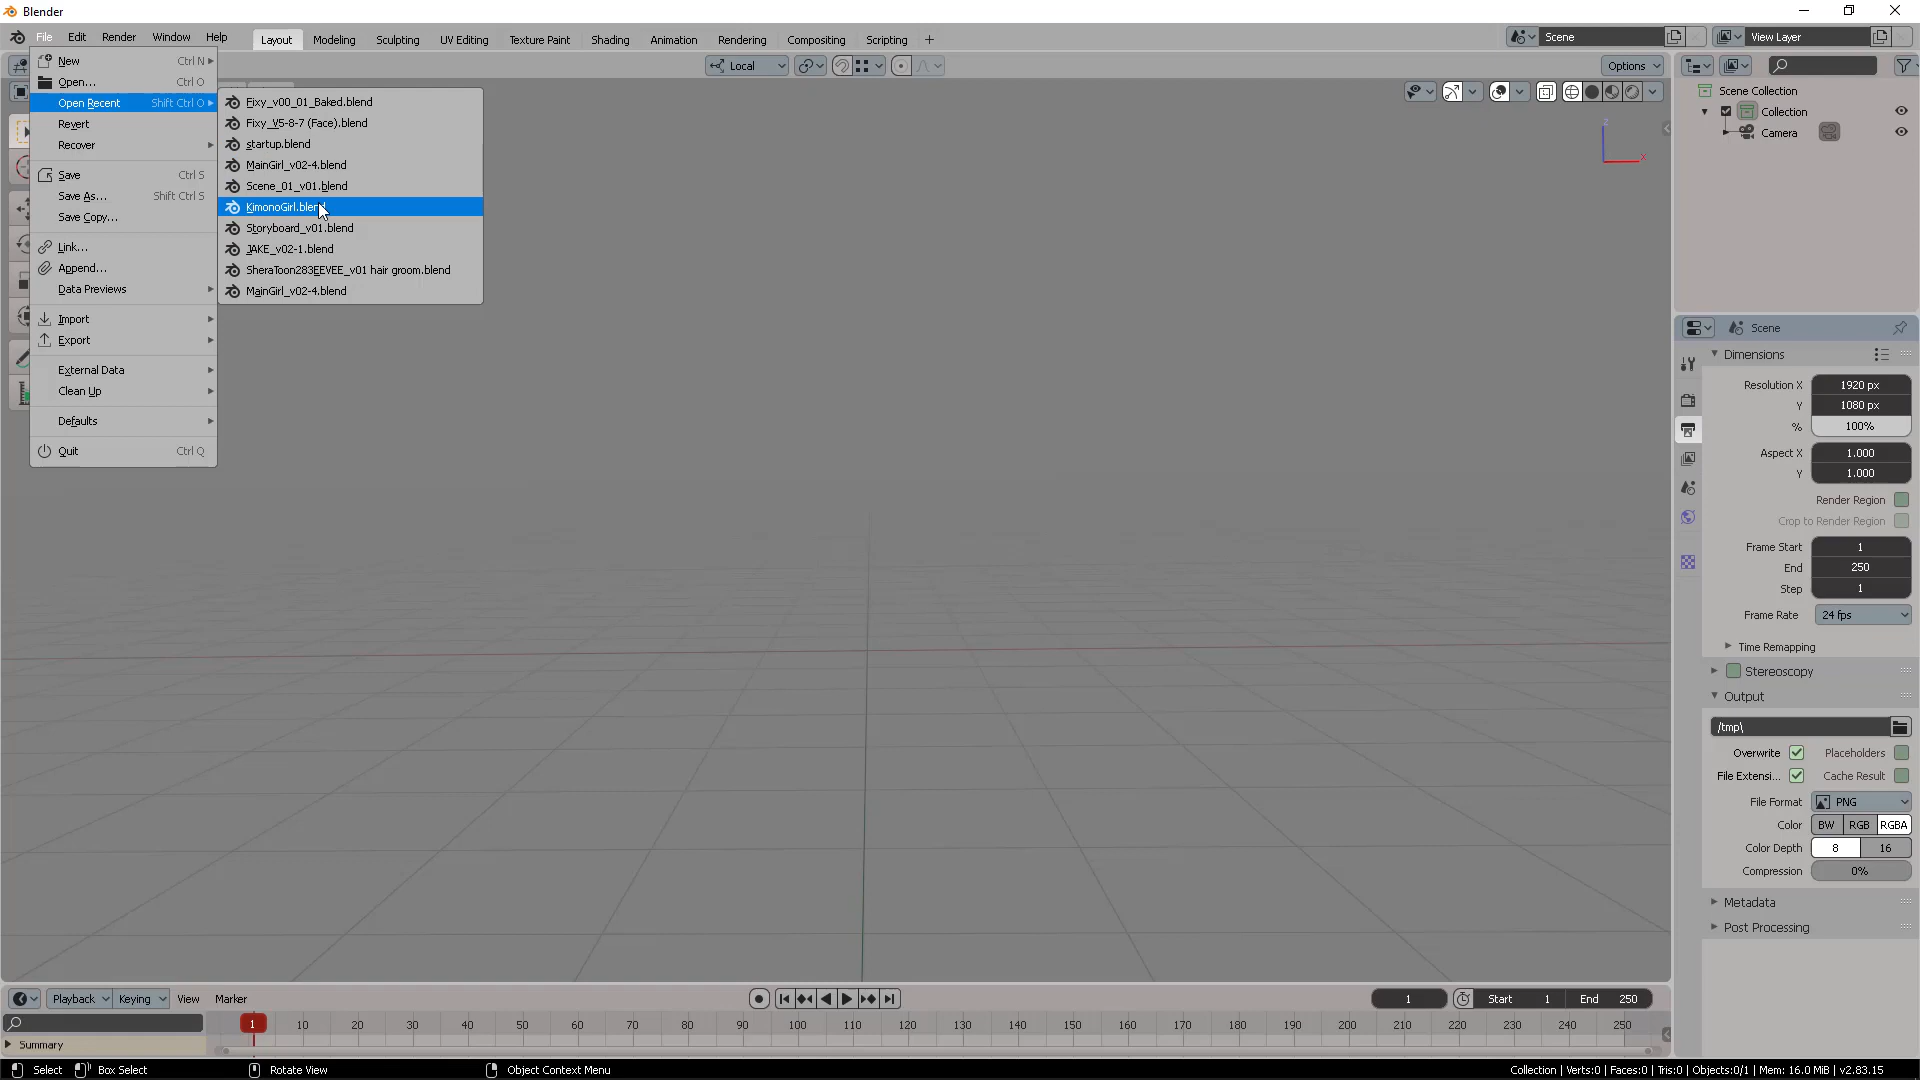 Blender
File Edit Render Window Help Layout Modeling Sculpting UV Editing Texture Paint Shading Animation Rendering Compositing Scripting + Scene View Layer
Local Options
New Ctrl N
Open... Ctrl O
Open Recent Shift Ctrl O
Revert
Recover
Save Ctrl S
Save As... Shift Ctrl S
Save Copy...
Link...
Append...
Data Previews
Import
Export
External Data
Clean Up
Defaults
Quit Ctrl Q
Fixy_v00_01_Baked.blend
Fixy_V5-8-7 (Face).blend
startup.blend
MainGirl_v02-4.blend
Scene_01_v01.blend
KimonoGirl.blend
Storyboard_v01.blend
JAKE_v02-1.blend
SheraToon283EEVEE_v01 hair groom.blend
MainGirl_v02-4.blend
Z
X
Scene Collection
Collection
Camera
Scene
Dimensions
Resolution X 1920 px
Y 1080 px
% 100%
Aspect X 1.000
Y 1.000
Render Region
Crop to Render Region
Frame Start 1
End 250
Step 1
Frame Rate 24 fps
Time Remapping
Stereoscopy
Output
/tmp\
Overwrite Placeholders
File Extensi... Cache Result
File Format PNG
Color BW RGB RGBA
Color Depth 8 16
Compression 0%
Metadata
Post Processing
Playback Keying View Marker 1 Start 1 End 250
1 10 20 30 40 50 60 70 80 90 100 110 120 130 140 150 160 170 180 190 200 210 220 230 240 250
Summary
Select Box Select Rotate View Object Context Menu Collection | Verts:0 | Faces:0 | Tris:0 | Objects:0/1 | Mem: 16.0 MiB | v2.83.15